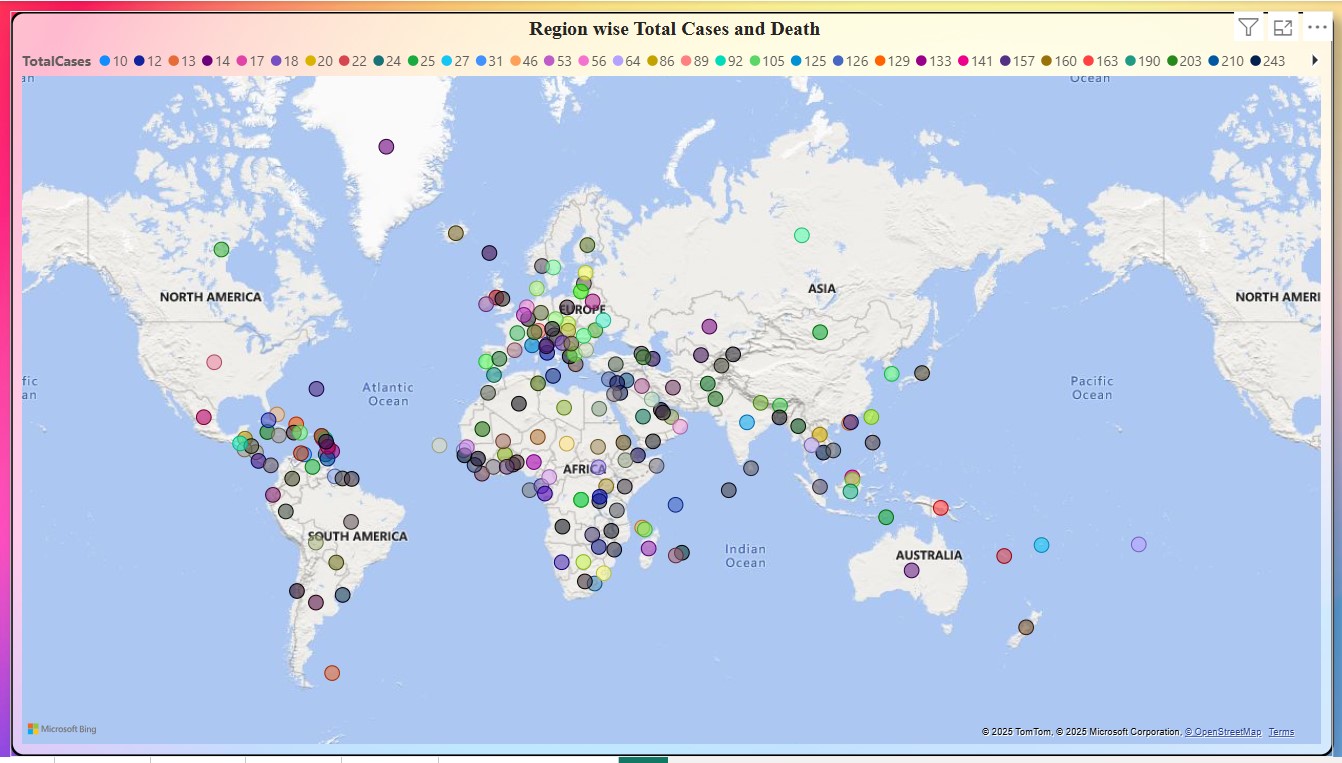 Region wise Total Cases and Death
TotalCases 10 12 13 14 17 18 20 22 24 25 27 31 46 53 56 64 86 89 92 105 125 126 129 133 141 157 160 163 190 203 210 243
an
Ocean
NORTH AMERICA
ASIA
NORTH AMERI
EUROPE
fic
an
Atlantic
Ocean
Pacific
Ocean
AFRICA
SOUTH AMERICA
Indian
Ocean
AUSTRALIA
Microsoft Bing
© 2025 TomTom, © 2025 Microsoft Corporation, © OpenStreetMap Terms